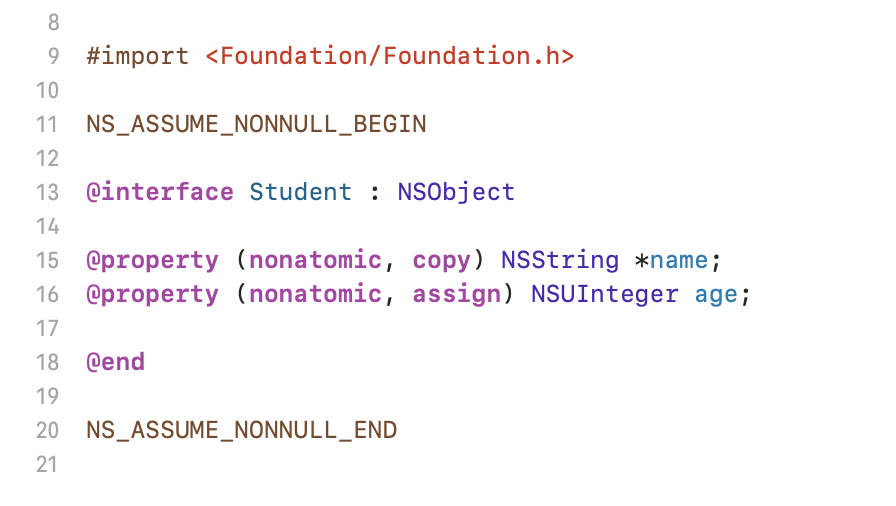 8
9 #import <Foundation/Foundation.h>
10
11 NS_ASSUME_NONNULL_BEGIN
12
13 @interface Student : NSObject
14
15 @property (nonatomic, copy) NSString *name;
16 @property (nonatomic, assign) NSUInteger age;
17
18 @end
19
20 NS_ASSUME_NONNULL_END
21